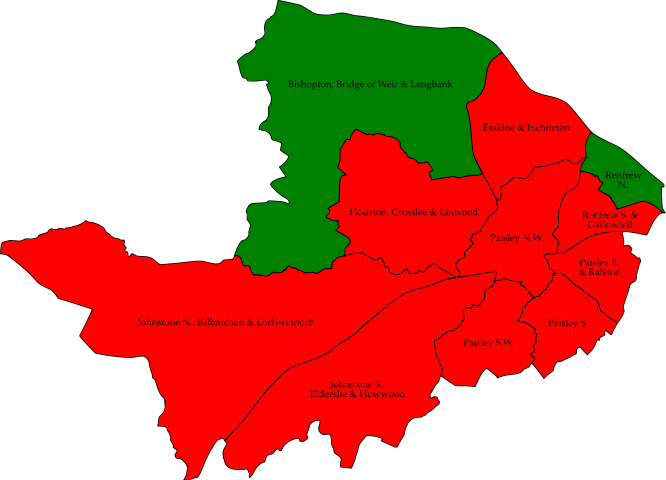 Bishopton, Bridge of Weir & Langbank
Erskine & Inchinnan
Renfrew
N.
Houston, Crosslee & Linwood
Renfrew S. &
Gallowhill
Paisley N.W.
Paisley E.
& Ralston
Johnstone N., Kilbarchan & Lochwinnoch
Paisley S.
Paisley S.W.
Johnstone S.,
Elderslie & Howwood